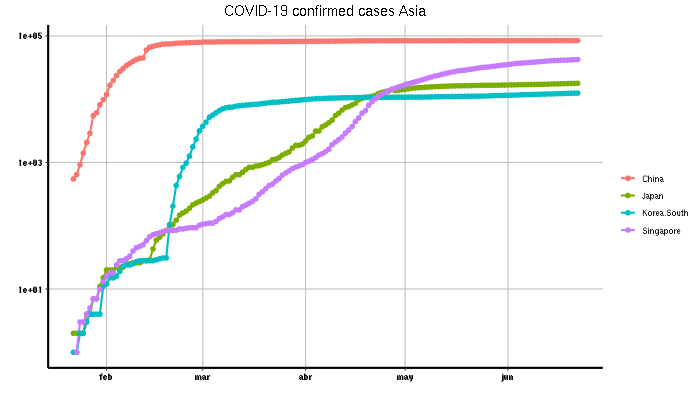 COVID-19 confirmed cases Asia
1e+05
1e+03
1e+01
feb mar abr may jun
China
Japan
Korea.South
Singapore